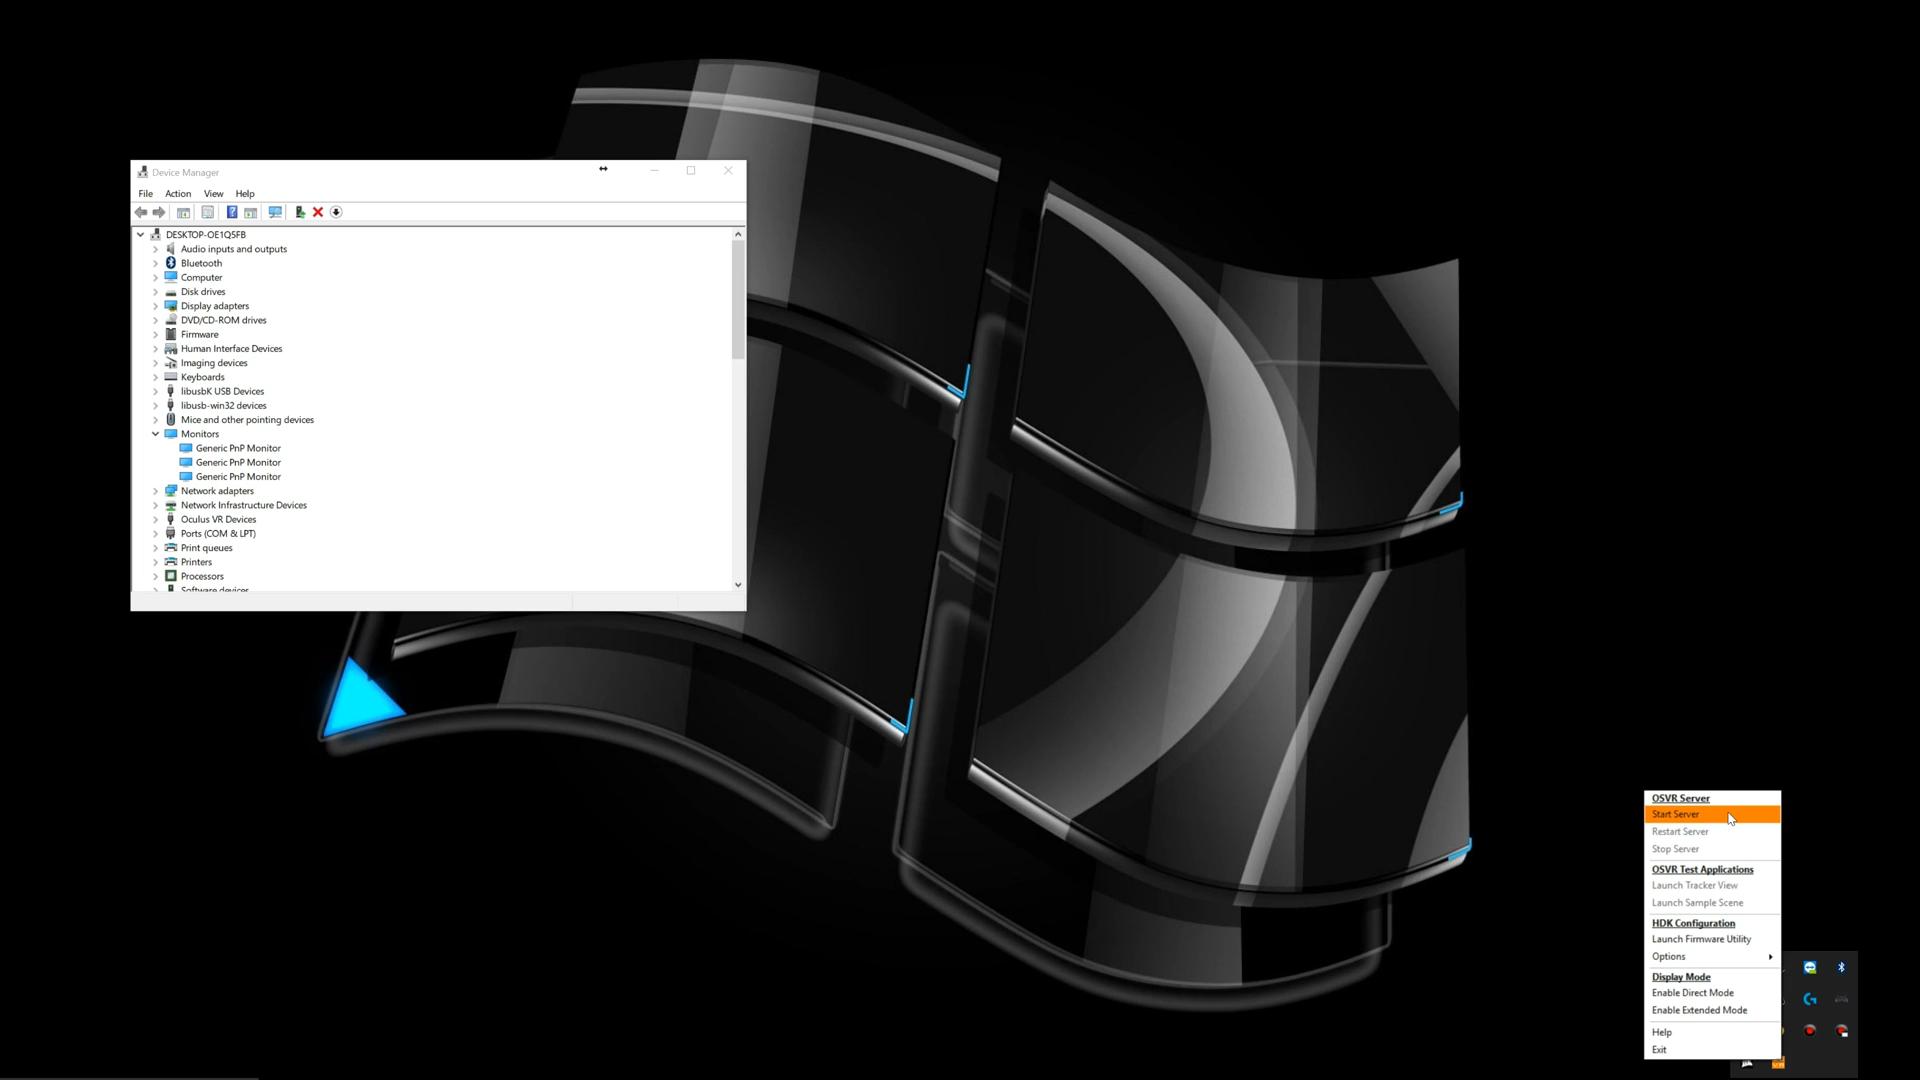 Device Manager
File Action View Help
DESKTOP-OE1Q5FB
Audio inputs and outputs
Bluetooth
Computer
Disk drives
Display adapters
DVD/CD-ROM drives
Firmware
Human Interface Devices
Imaging devices
Keyboards
libusbK USB Devices
libusb-win32 devices
Mice and other pointing devices
Monitors
Generic PnP Monitor
Generic PnP Monitor
Generic PnP Monitor
Network adapters
Network Infrastructure Devices
Oculus VR Devices
Ports (COM & LPT)
Print queues
Printers
Processors
Software devices
OSVR Server
Start Server
Restart Server
Stop Server
OSVR Test Applications
Launch Tracker View
Launch Sample Scene
HDK Configuration
Launch Firmware Utility
Options
Display Mode
Enable Direct Mode
Enable Extended Mode
Help
Exit